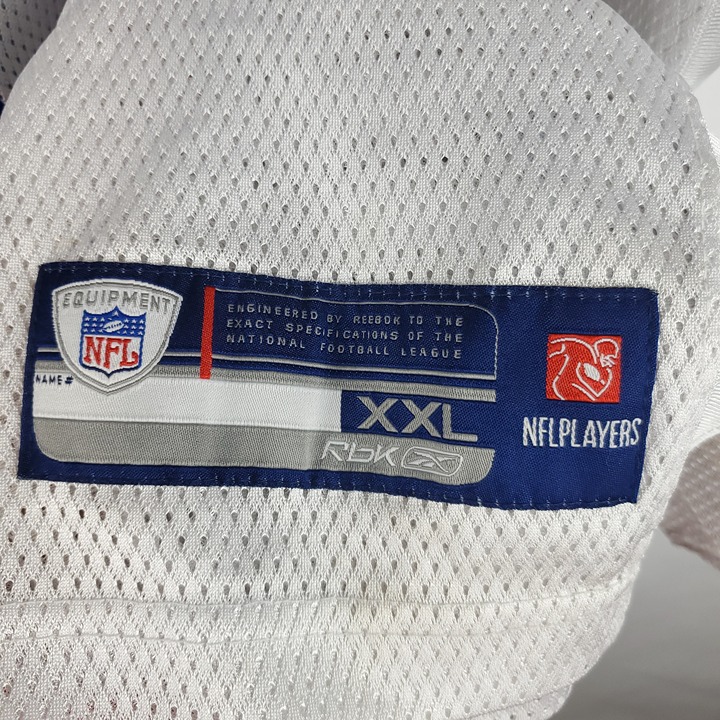 EQUIPMENT
NFL
ENGINEERED BY REEBOK TO THE
EXACT SPECIFICATIONS OF THE
NATIONAL FOOTBALL LEAGUE
NAME#
XXL
Rbk
NFLPLAYERS